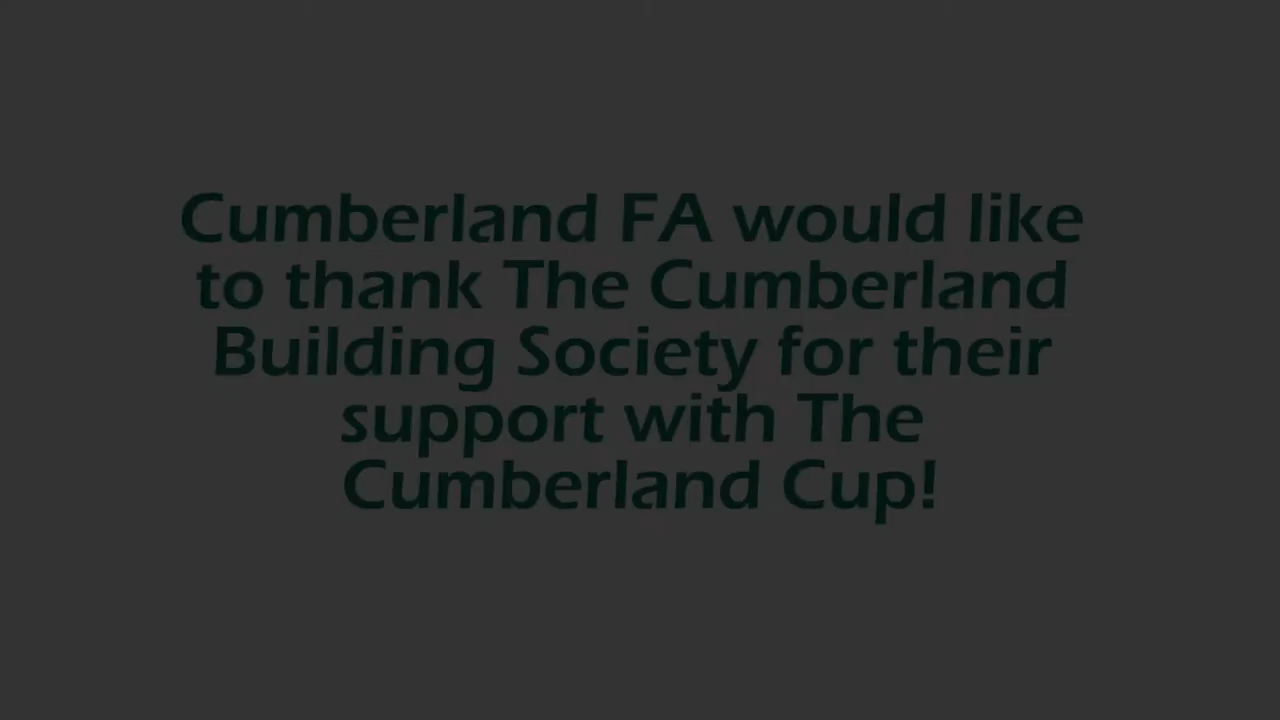 Cumberland FA would like
to thank The Cumberland
Building Society for their
support with The
Cumberland Cup!